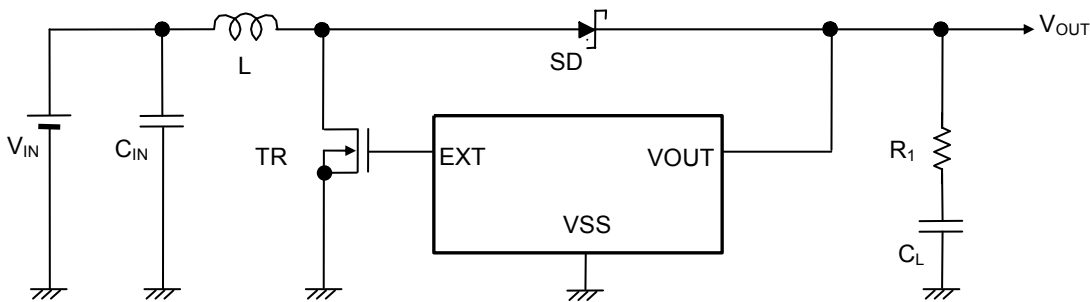 V_OUT
L
SD
V_IN
C_IN
TR
EXT
VOUT
R_1
VSS
C_L